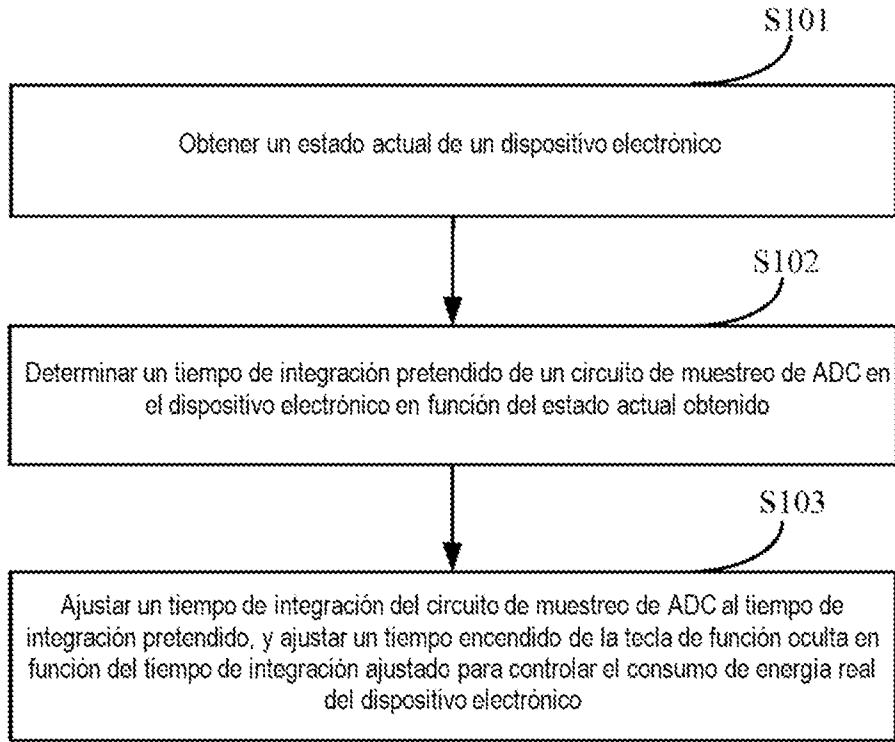 S101
Obtener un estado actual de un dispositivo electrónico
S102
Determinar un tiempo de integración pretendido de un circuito de muestreo de ADC en
el dispositivo electrónico en función del estado actual obtenido
S103
Ajustar un tiempo de integración del circuito de muestreo de ADC al tiempo de
integración pretendido, y ajustar un tiempo encendido de la tecla de función oculta en
función del tiempo de integración ajustado para controlar el consumo de energía real
del dispositivo electrónico